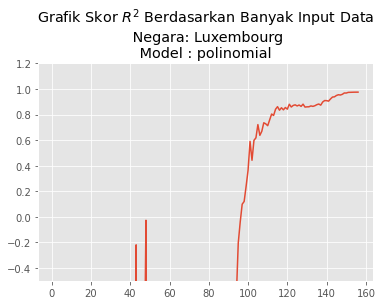 Grafik Skor R² Berdasarkan Banyak Input Data
Negara: Luxembourg
Model : polinomial
1.2
1.0
0.8
0.6
0.4
0.2
0.0
−0.2
−0.4
0 20 40 60 80 100 120 140 160